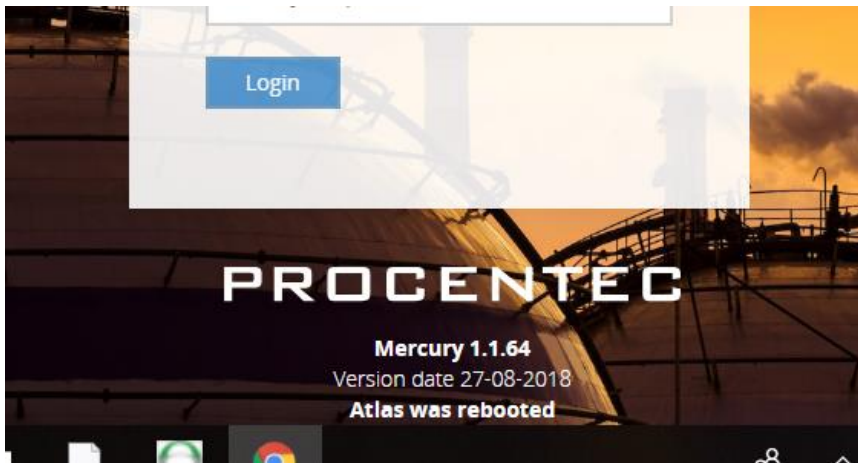 Login
PROCENTEC
Mercury 1.1.64
Version date 27-08-2018
Atlas was rebooted